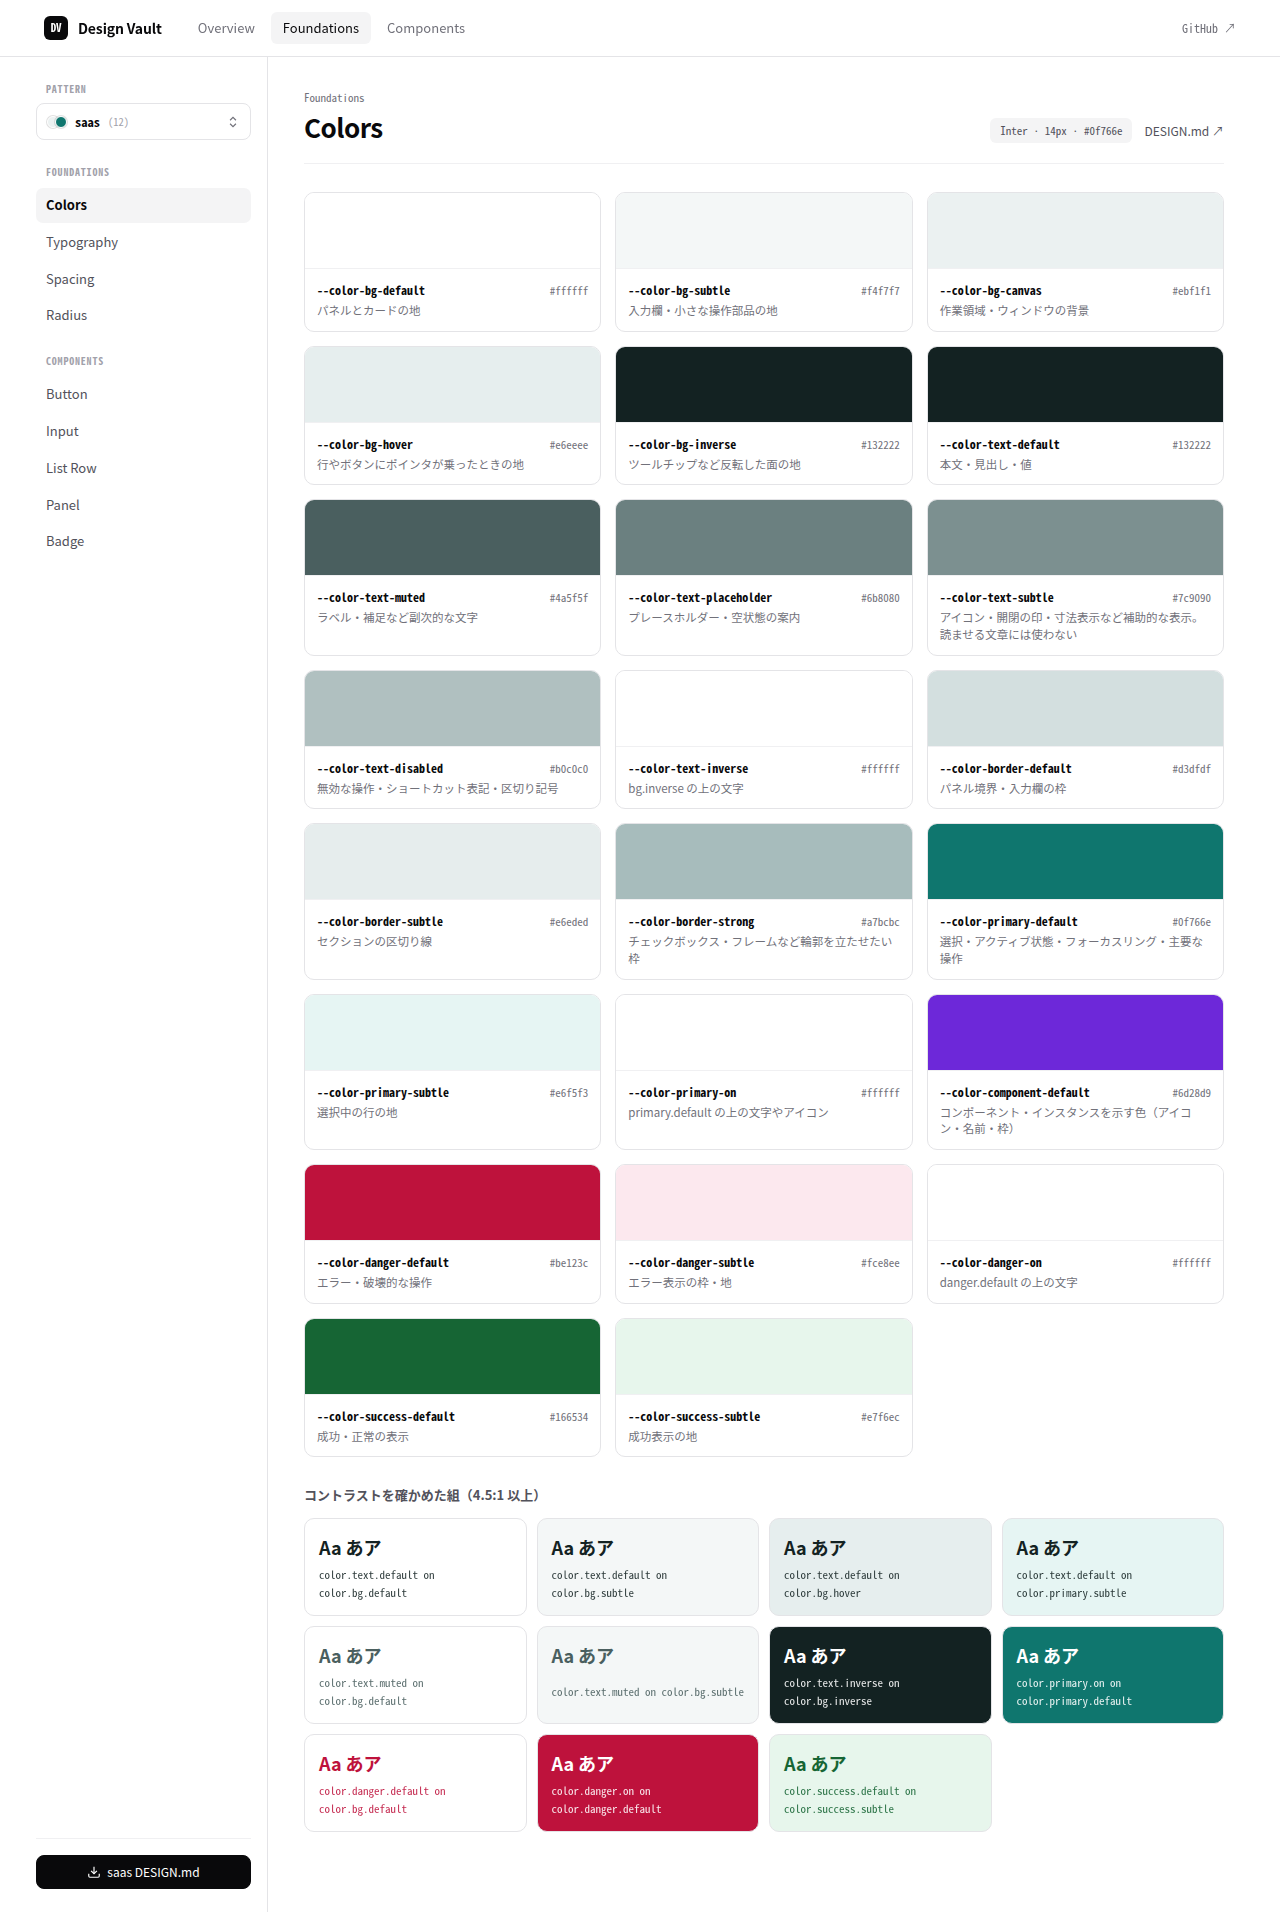 DV Design Vault Overview Foundations Components GitHub ↗
PATTERN
saas (12)
FOUNDATIONS
Colors
Typography
Spacing
Radius
COMPONENTS
Button
Input
List Row
Panel
Badge
saas DESIGN.md
Foundations
Colors
Inter · 14px · #0f766e DESIGN.md ↗
--color-bg-default #ffffff
パネルとカードの地
--color-bg-subtle #f4f7f7
入力欄・小さな操作部品の地
--color-bg-canvas #ebf1f1
作業領域・ウィンドウの背景
--color-bg-hover #e6eeee
行やボタンにポインタが乗ったときの地
--color-bg-inverse #132222
ツールチップなど反転した面の地
--color-text-default #132222
本文・見出し・値
--color-text-muted #4a5f5f
ラベル・補足など副次的な文字
--color-text-placeholder #6b8080
プレースホルダー・空状態の案内
--color-text-subtle #7c9090
アイコン・開閉の印・寸法表示など補助的な表示。
読ませる文章には使わない
--color-text-disabled #b0c0c0
無効な操作・ショートカット表記・区切り記号
--color-text-inverse #ffffff
bg.inverse の上の文字
--color-border-default #d3dfdf
パネル境界・入力欄の枠
--color-border-subtle #e6eded
セクションの区切り線
--color-border-strong #a7bcbc
チェックボックス・フレームなど輪郭を立たせたい
枠
--color-primary-default #0f766e
選択・アクティブ状態・フォーカスリング・主要な
操作
--color-primary-subtle #e6f5f3
選択中の行の地
--color-primary-on #ffffff
primary.default の上の文字やアイコン
--color-component-default #6d28d9
コンポーネント・インスタンスを示す色（アイコ
ン・名前・枠）
--color-danger-default #be123c
エラー・破壊的な操作
--color-danger-subtle #fce8ee
エラー表示の枠・地
--color-danger-on #ffffff
danger.default の上の文字
--color-success-default #166534
成功・正常の表示
--color-success-subtle #e7f6ec
成功表示の地
コントラストを確かめた組（4.5:1 以上）
Aa あア
color.text.default on
color.bg.default
Aa あア
color.text.default on
color.bg.subtle
Aa あア
color.text.default on
color.bg.hover
Aa あア
color.text.default on
color.primary.subtle
Aa あア
color.text.muted on
color.bg.default
Aa あア
color.text.muted on color.bg.subtle
Aa あア
color.text.inverse on
color.bg.inverse
Aa あア
color.primary.on on
color.primary.default
Aa あア
color.danger.default on
color.bg.default
Aa あア
color.danger.on on
color.danger.default
Aa あア
color.success.default on
color.success.subtle